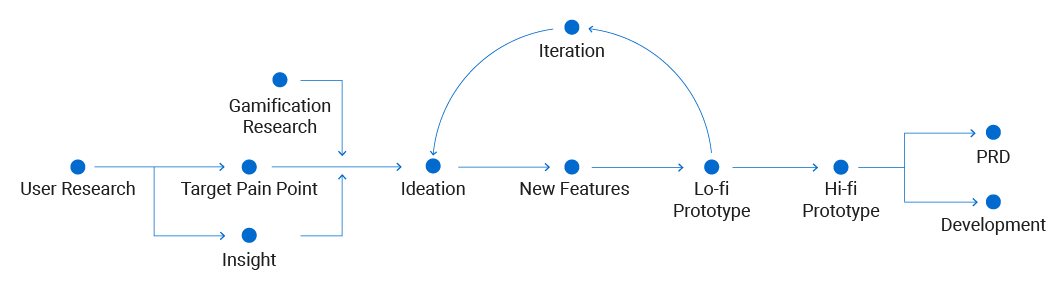 Iteration
Gamification
Research
User Research
Target Pain Point
Insight
Ideation
New Features
Lo-fi
Prototype
Hi-fi
Prototype
PRD
Development